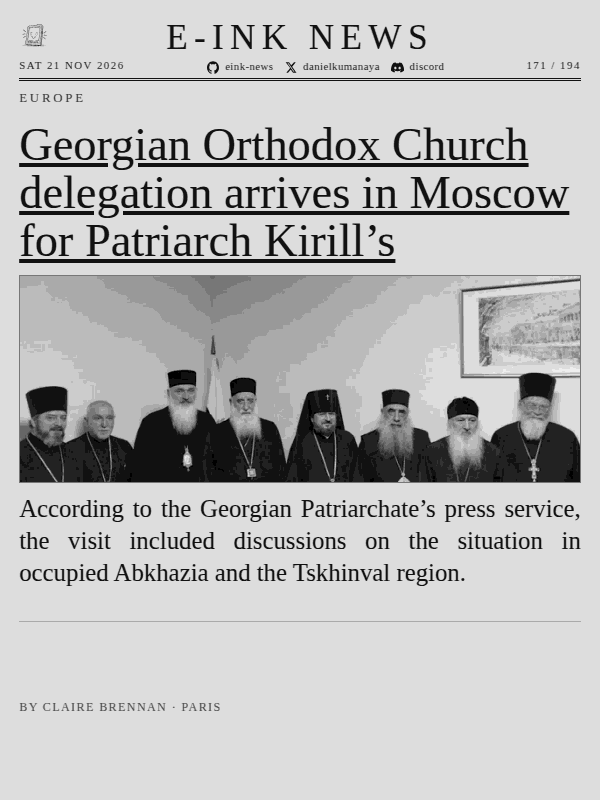 E-INK NEWS
SAT 21 NOV 2026
eink-news danielkumanaya discord
171 / 194
EUROPE
Georgian Orthodox Church
delegation arrives in Moscow
for Patriarch Kirill’s
According to the Georgian Patriarchate’s press service,
the visit included discussions on the situation in
occupied Abkhazia and the Tskhinval region.
BY CLAIRE BRENNAN · PARIS